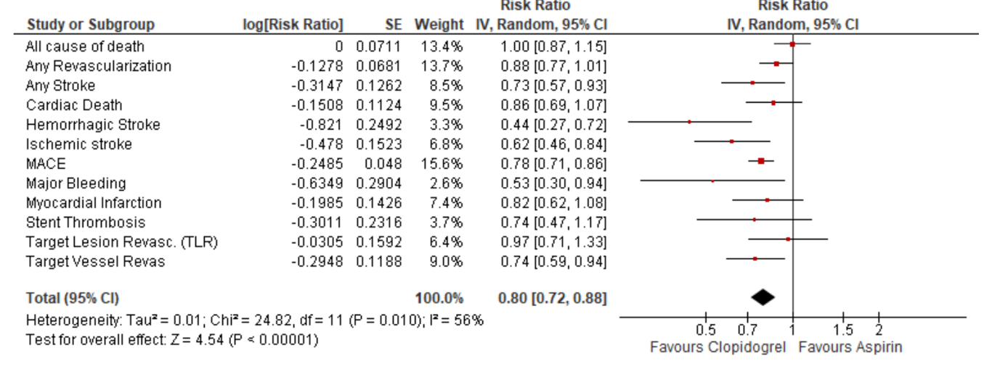 Risk Ratio Risk Ratio
Study or Subgroup log[Risk Ratio] SE Weight IV, Random, 95% CI IV, Random, 95% CI
All cause of death 0 0.0711 13.4% 1.00 [0.87, 1.15]
Any Revascularization -0.1278 0.0681 13.7% 0.88 [0.77, 1.01]
Any Stroke -0.3147 0.1262 8.5% 0.73 [0.57, 0.93]
Cardiac Death -0.1508 0.1124 9.5% 0.86 [0.69, 1.07]
Hemorrhagic Stroke -0.821 0.2492 3.3% 0.44 [0.27, 0.72]
Ischemic stroke -0.478 0.1523 6.8% 0.62 [0.46, 0.84]
MACE -0.2485 0.048 15.6% 0.78 [0.71, 0.86]
Major Bleeding -0.6349 0.2904 2.6% 0.53 [0.30, 0.94]
Myocardial Infarction -0.1985 0.1426 7.4% 0.82 [0.62, 1.08]
Stent Thrombosis -0.3011 0.2316 3.7% 0.74 [0.47, 1.17]
Target Lesion Revasc. (TLR) -0.0305 0.1592 6.4% 0.97 [0.71, 1.33]
Target Vessel Revas -0.2948 0.1188 9.0% 0.74 [0.59, 0.94]
Total (95% CI) 100.0% 0.80 [0.72, 0.88]
Heterogeneity: Tau² = 0.01; Chi² = 24.82, df = 11 (P = 0.010); I² = 56%
Test for overall effect: Z = 4.54 (P < 0.00001)
0.5 0.7 1 1.5 2
Favours Clopidogrel Favours Aspirin